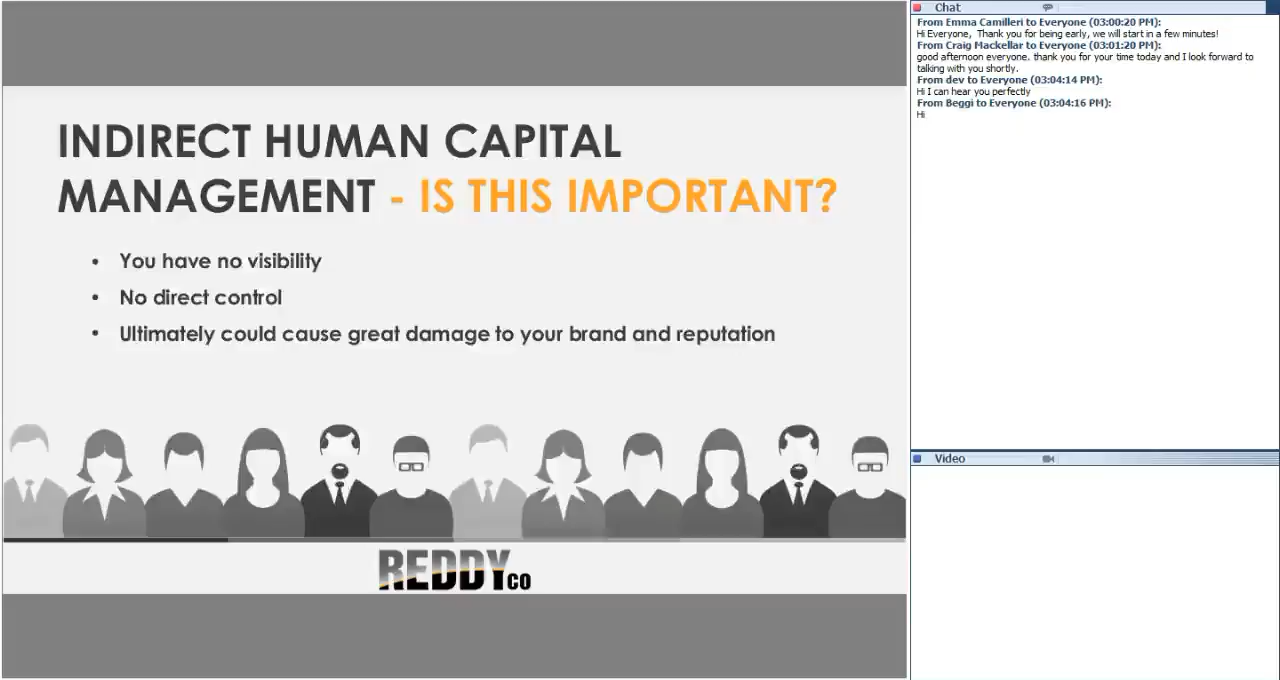 INDIRECT HUMAN CAPITAL
MANAGEMENT - IS THIS IMPORTANT?
• You have no visibility
• No direct control
• Ultimately could cause great damage to your brand and reputation
REDDYCO
Chat
From Emma Camilleri to Everyone (03:00:20 PM):
Hi Everyone,  Thank you for being early, we will start in a few minutes!
From Craig Mackellar to Everyone (03:01:20 PM):
good afternoon everyone. thank you for your time today and I look forward to
talking with you shortly.
From dev to Everyone (03:04:14 PM):
Hi I can hear you perfectly
From Beggi to Everyone (03:04:16 PM):
Hi
Video